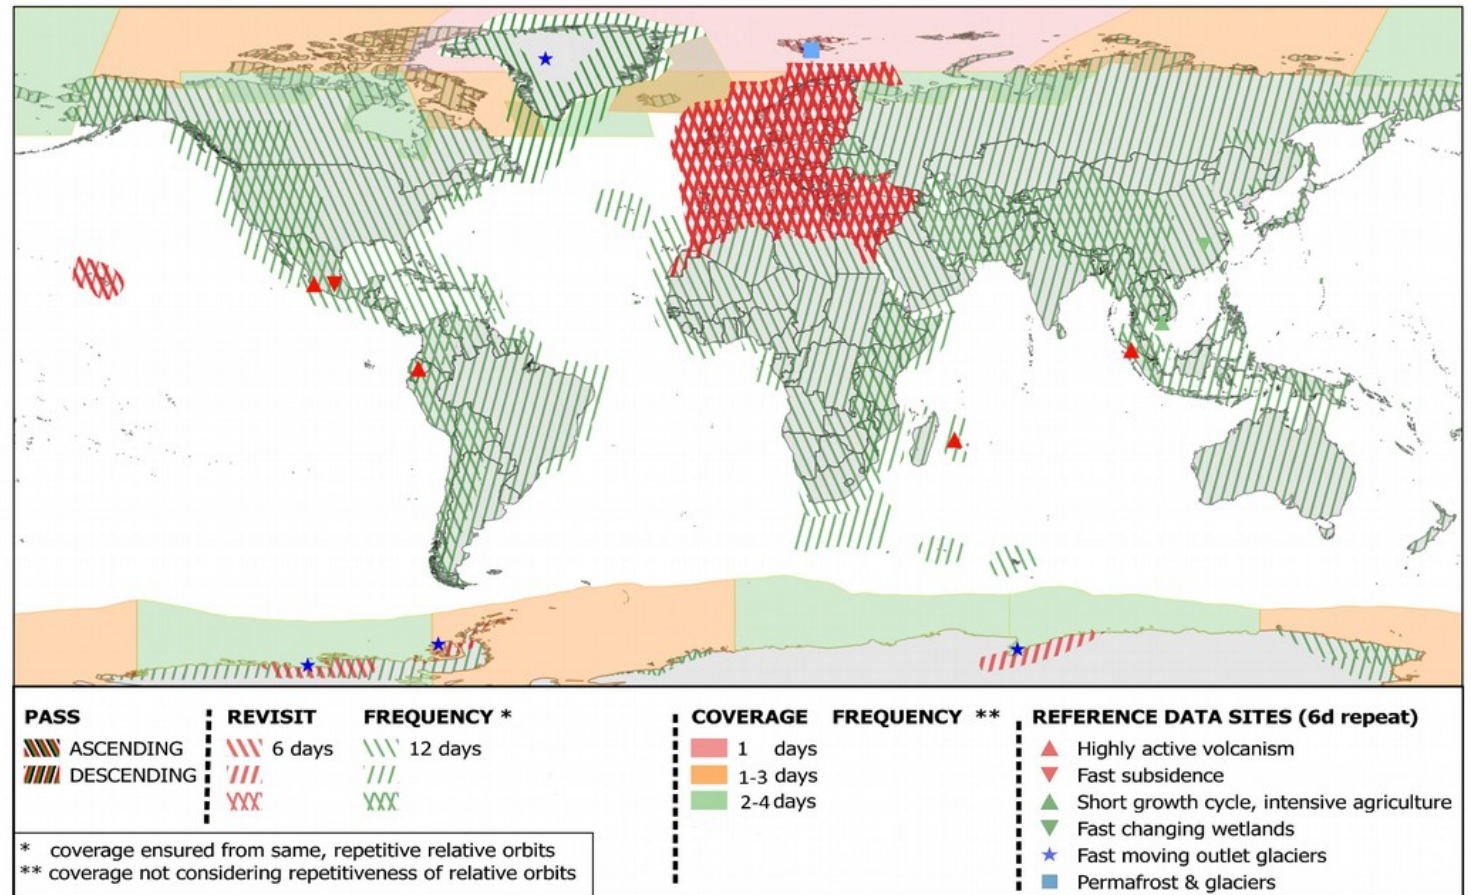 PASS
ASCENDING
DESCENDING
REVISIT FREQUENCY *
6 days 12 days
COVERAGE FREQUENCY **
1 days
1-3 days
2-4 days
REFERENCE DATA SITES (6d repeat)
Highly active volcanism
Fast subsidence
Short growth cycle, intensive agriculture
Fast changing wetlands
Fast moving outlet glaciers
Permafrost & glaciers
* coverage ensured from same, repetitive relative orbits
** coverage not considering repetitiveness of relative orbits